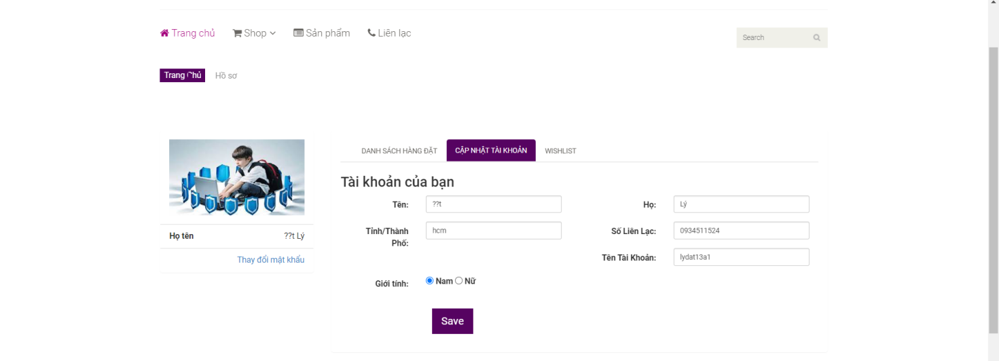 Trang chủ Shop Sản phẩm Liên lạc
Search
Trang Chủ Hồ sơ
DANH SÁCH HÀNG ĐẶT CẬP NHẬT TÀI KHOẢN WISHLIST
Tài khoản của bạn
Tên: ??t Họ: Lý
Tỉnh/Thành Phố: hcm Số Liên Lạc: 0934511524
Họ tên ??t Lý
Thay đổi mật khẩu
Tên Tài Khoản: lydat13a1
Giới tính: Nam Nữ
Save